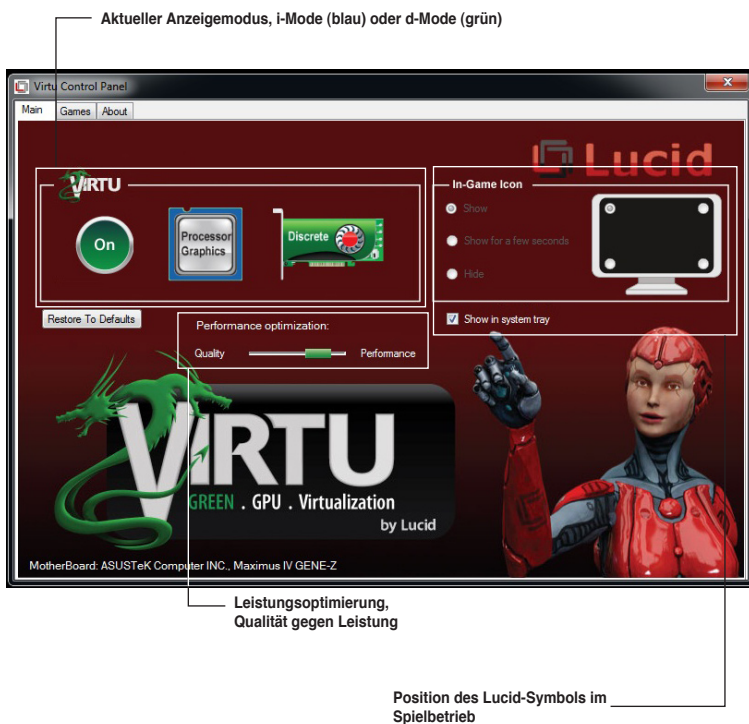 Aktueller Anzeigemodus, i-Mode (blau) oder d-Mode (grün)
Virtu Control Panel
Main Games About
Lucid
VIRTU
On
Processor
Graphics
Discrete
In-Game Icon
Show
Show for a few seconds
Hide
Restore To Defaults
Show in system tray
Performance optimization:
Quality Performance
VIRTU
GREEN . GPU . Virtualization
by Lucid
MotherBoard: ASUSTeK Computer INC., Maximus IV GENE-Z
Leistungsoptimierung,
Qualität gegen Leistung
Position des Lucid-Symbols im
Spielbetrieb